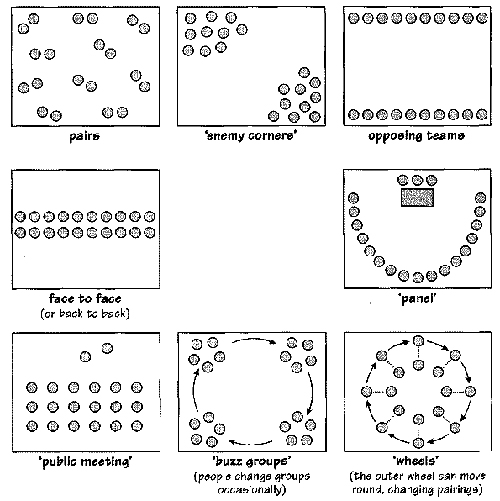 pairs
'enemy corners'
opposing teams
face to face
(or back to back)
'panel'
'public meeting'
'buzz groups'
(people change groups
occasionally)
'wheels'
(the outer wheel can move
round, changing pairings)